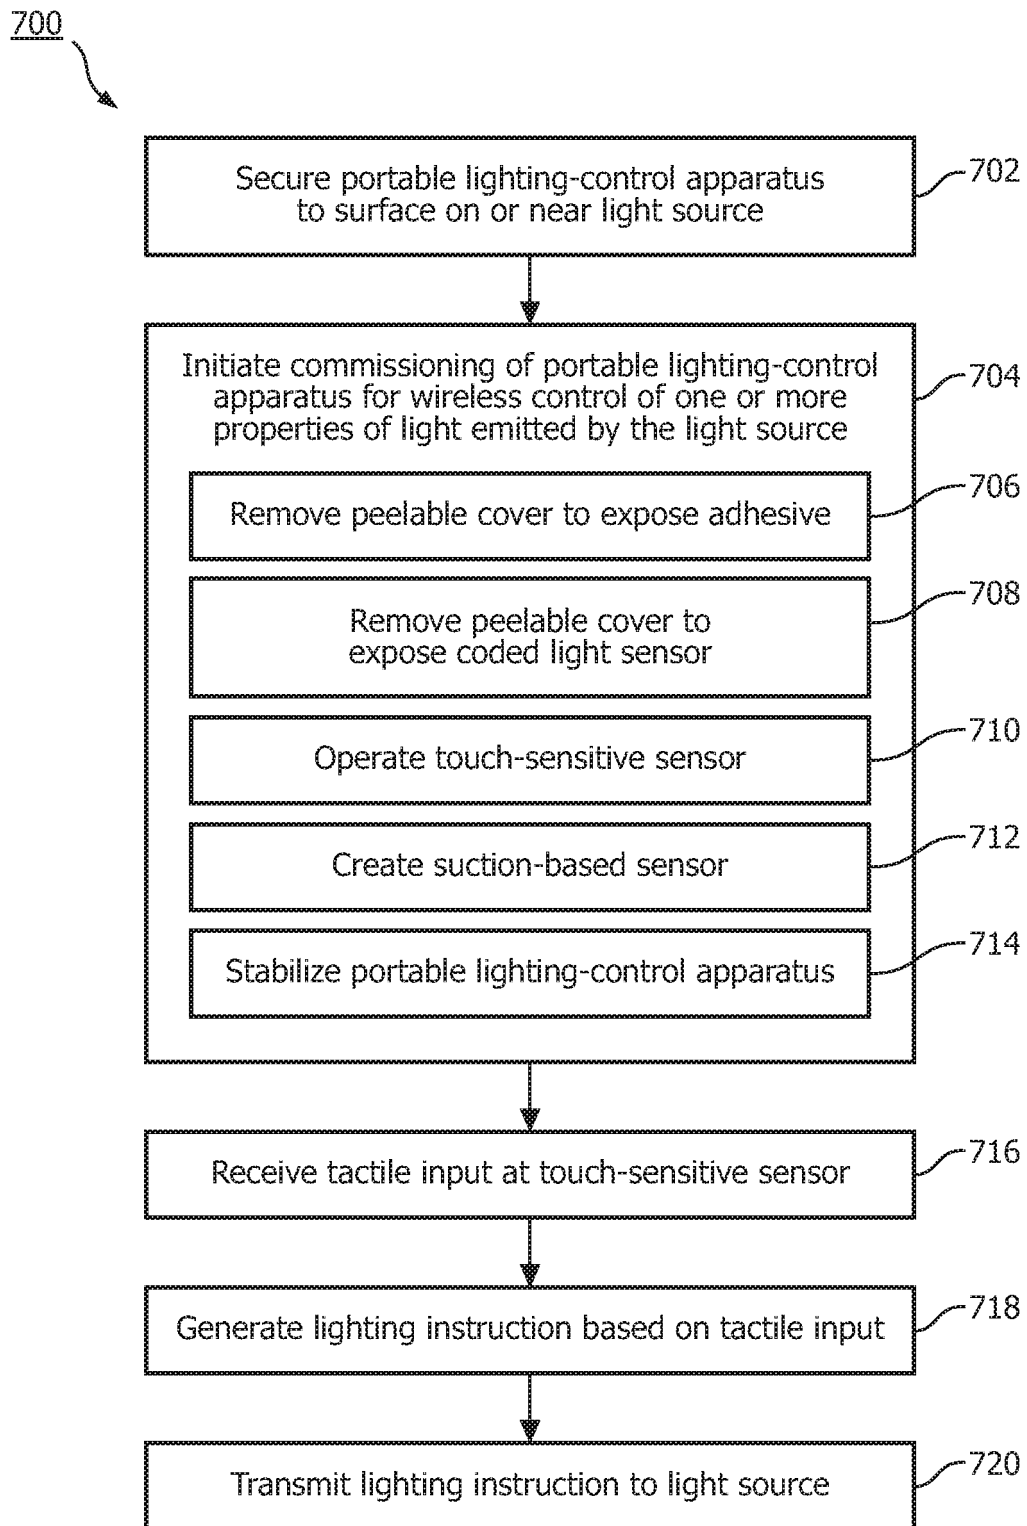 700
Secure portable lighting-control apparatus
to surface on or near light source
702
Initiate commissioning of portable lighting-control
apparatus for wireless control of one or more
properties of light emitted by the light source
704
Remove peelable cover to expose adhesive
706
Remove peelable cover to
expose coded light sensor
708
Operate touch-sensitive sensor
710
Create suction-based sensor
712
Stabilize portable lighting-control apparatus
714
Receive tactile input at touch-sensitive sensor
716
Generate lighting instruction based on tactile input
718
Transmit lighting instruction to light source
720